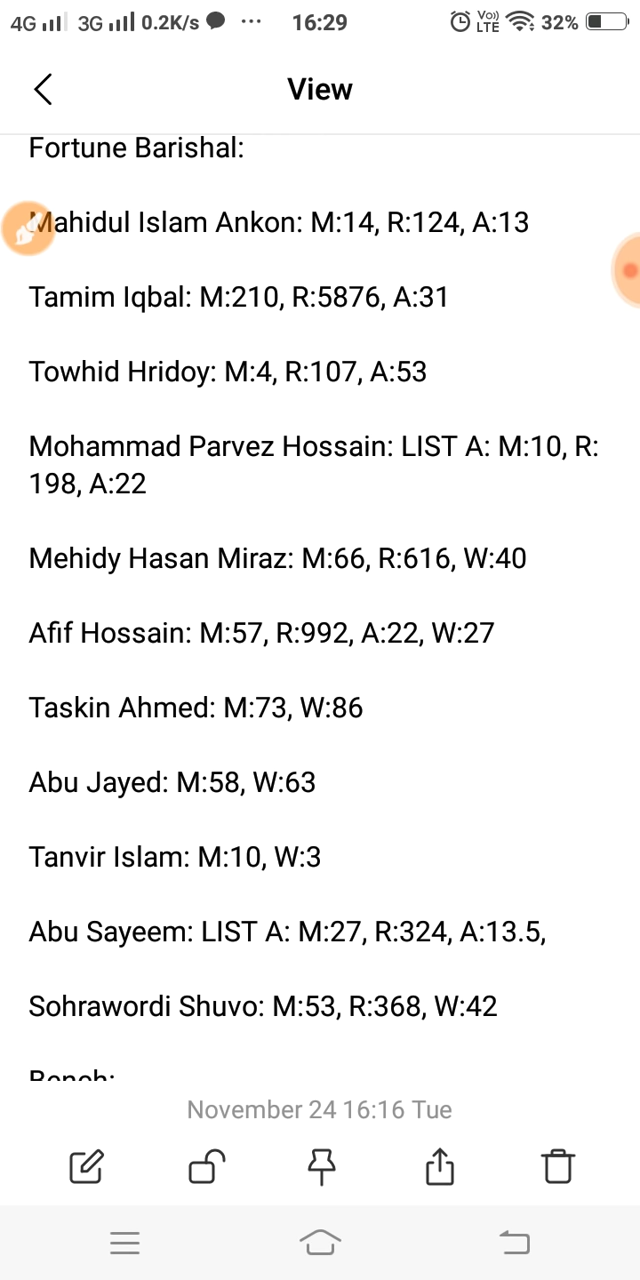 4G 3G 0.2K/s ... 16:29 Vo)) LTE 32%
View
Fortune Barishal:
Mahidul Islam Ankon: M:14, R:124, A:13
Tamim Iqbal: M:210, R:5876, A:31
Towhid Hridoy: M:4, R:107, A:53
Mohammad Parvez Hossain: LIST A: M:10, R:
198, A:22
Mehidy Hasan Miraz: M:66, R:616, W:40
Afif Hossain: M:57, R:992, A:22, W:27
Taskin Ahmed: M:73, W:86
Abu Jayed: M:58, W:63
Tanvir Islam: M:10, W:3
Abu Sayeem: LIST A: M:27, R:324, A:13.5,
Sohrawordi Shuvo: M:53, R:368, W:42
Bench:
November 24 16:16 Tue